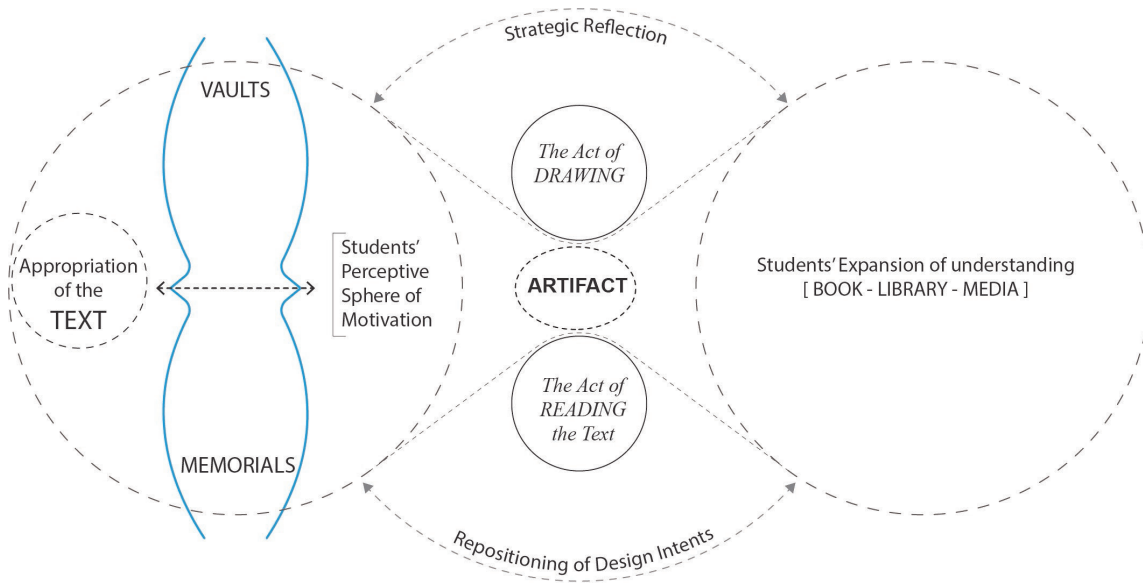 Strategic Reflection
VAULTS
The Act of
DRAWING
Appropriation
of the
TEXT
Students'
Perceptive
Sphere of
Motivation
ARTIFACT
Students' Expansion of understanding
[ BOOK - LIBRARY - MEDIA ]
The Act of
READING
the Text
MEMORIALS
Repositioning of Design Intents